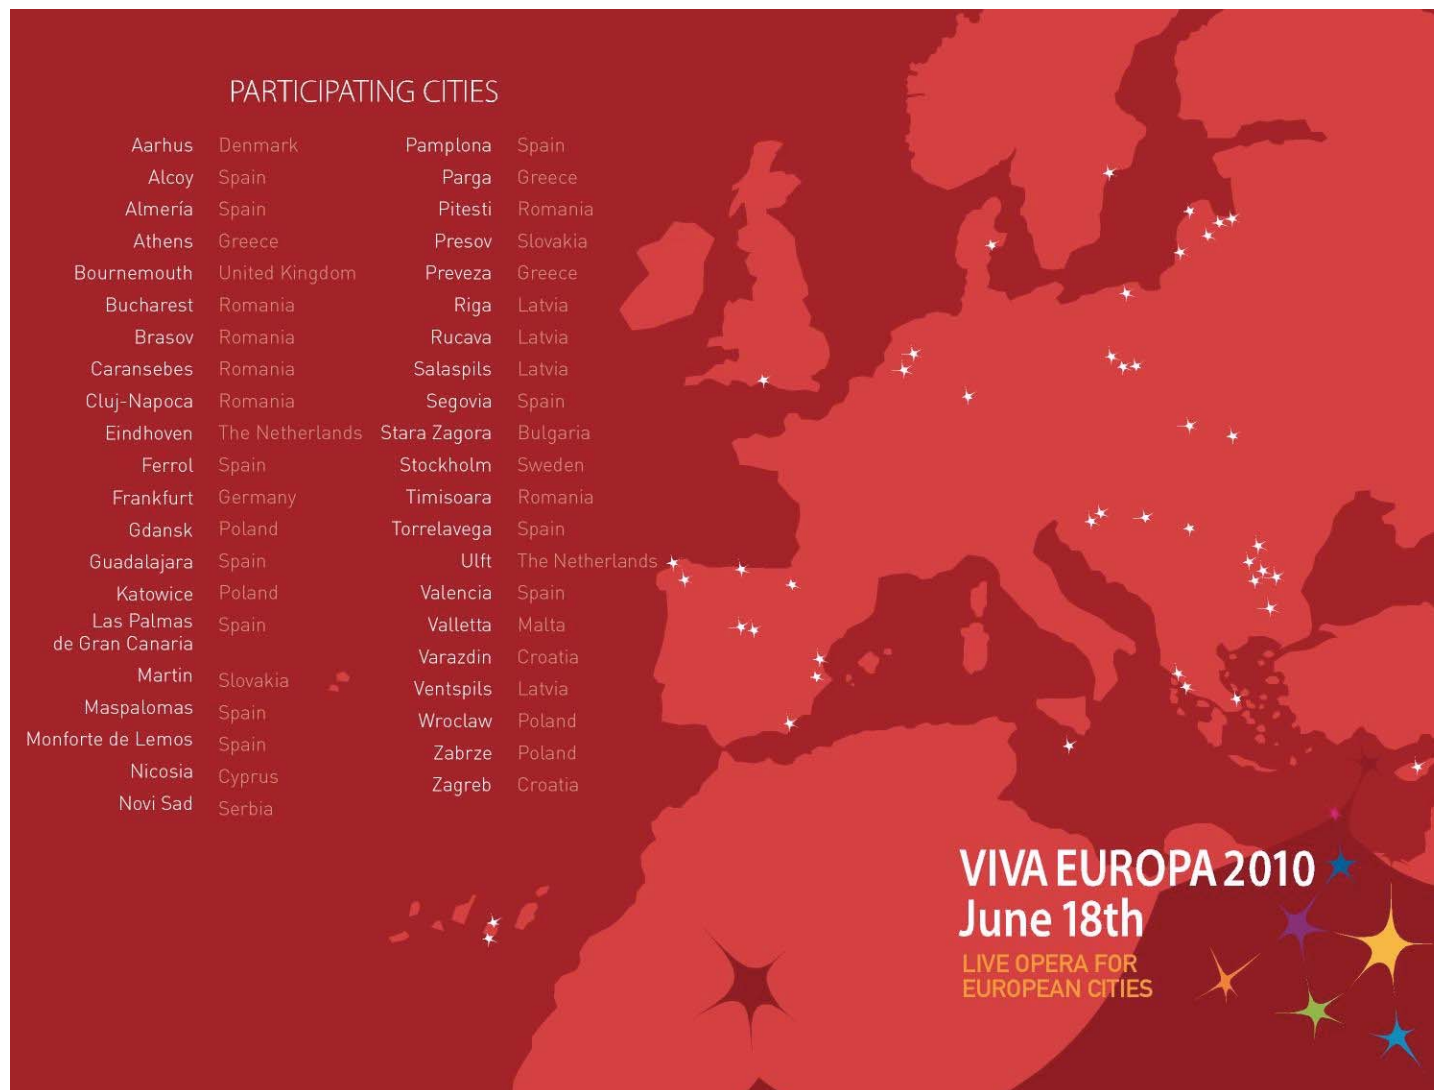 PARTICIPATING CITIES
Aarhus Denmark
Alcoy Spain
Almería Spain
Athens Greece
Bournemouth United Kingdom
Bucharest Romania
Brasov Romania
Caransebes Romania
Cluj-Napoca Romania
Eindhoven The Netherlands
Ferrol Spain
Frankfurt Germany
Gdansk Poland
Guadalajara Spain
Katowice Poland
Las Palmas
de Gran Canaria Spain
Martin Slovakia
Maspalomas Spain
Monforte de Lemos Spain
Nicosia Cyprus
Novi Sad Serbia
Pamplona Spain
Parga Greece
Pitesti Romania
Presov Slovakia
Preveza Greece
Riga Latvia
Rucava Latvia
Salaspils Latvia
Segovia Spain
Stara Zagora Bulgaria
Stockholm Sweden
Timisoara Romania
Torrelavega Spain
Ulft The Netherlands
Valencia Spain
Valletta Malta
Varazdin Croatia
Ventspils Latvia
Wroclaw Poland
Zabrze Poland
Zagreb Croatia
VIVA EUROPA 2010
June 18th
LIVE OPERA FOR
EUROPEAN CITIES